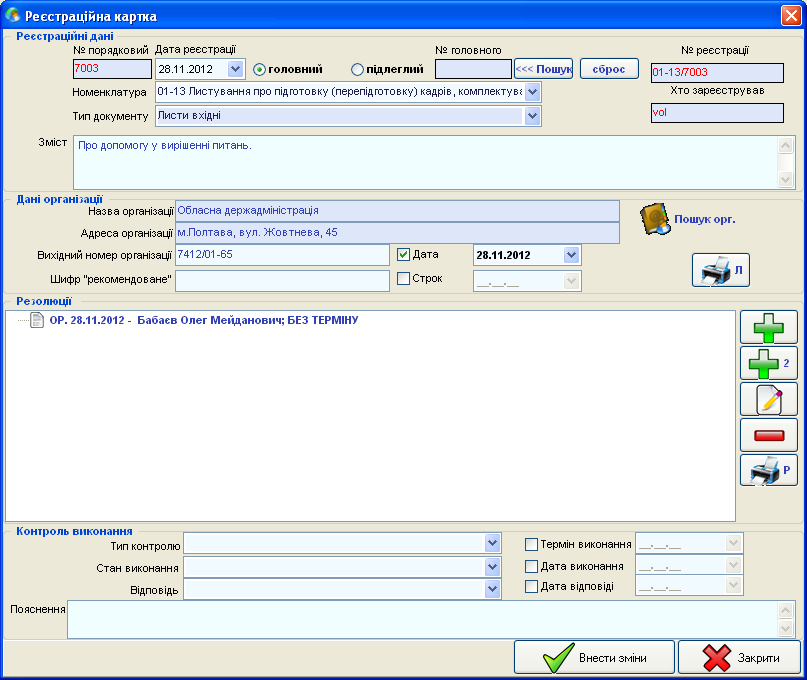 Реєстраційна картка
Реєстраційні дані
№ порядковий Дата реєстрації № головного № реєстрації
7003 28.11.2012 головний підлеглий <<< Пошук сброс 01-13/7003
Номенклатура 01-13 Листування про підготовку (перепідготовку) кадрів, комплектува Хто зареєстрував
Тип документу Листи вхідні vol
Зміст Про допомогу у вирішенні питань.
Дані організації
Назва організації Обласна держадміністрація Пошук орг.
Адреса організації м.Полтава, вул. Жовтнева, 45
Вихідний номер організації 7412/01-65 Дата 28.11.2012
Шифр "рекомендоване" Строк __.__.__ Л
Резолюції
ОР. 28.11.2012 - Бабаєв Олег Мейданович; БЕЗ ТЕРМІНУ
2
Р
Контроль виконання
Тип контролю Термін виконання __.__.__
Стан виконання Дата виконання __.__.__
Відповідь Дата відповіді __.__.__
Пояснення
Внести зміни Закрити